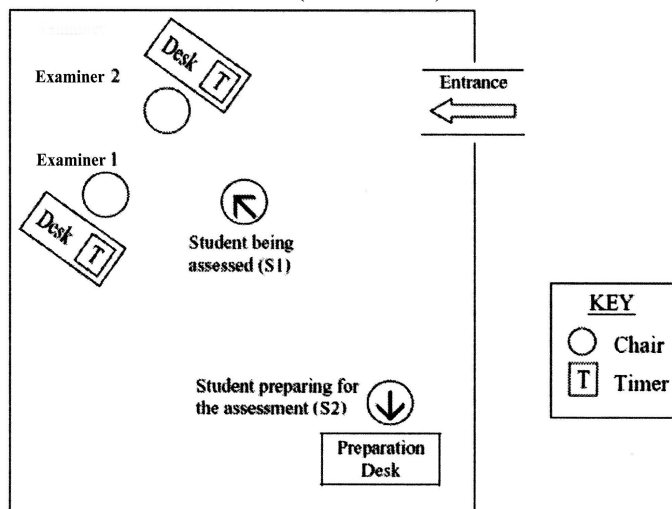 Desk T
Examiner 2
Entrance
Examiner 1
Desk T
Student being
assessed (S1)
KEY
Chair
T Timer
Student preparing for
the assessment (S2)
Preparation
Desk